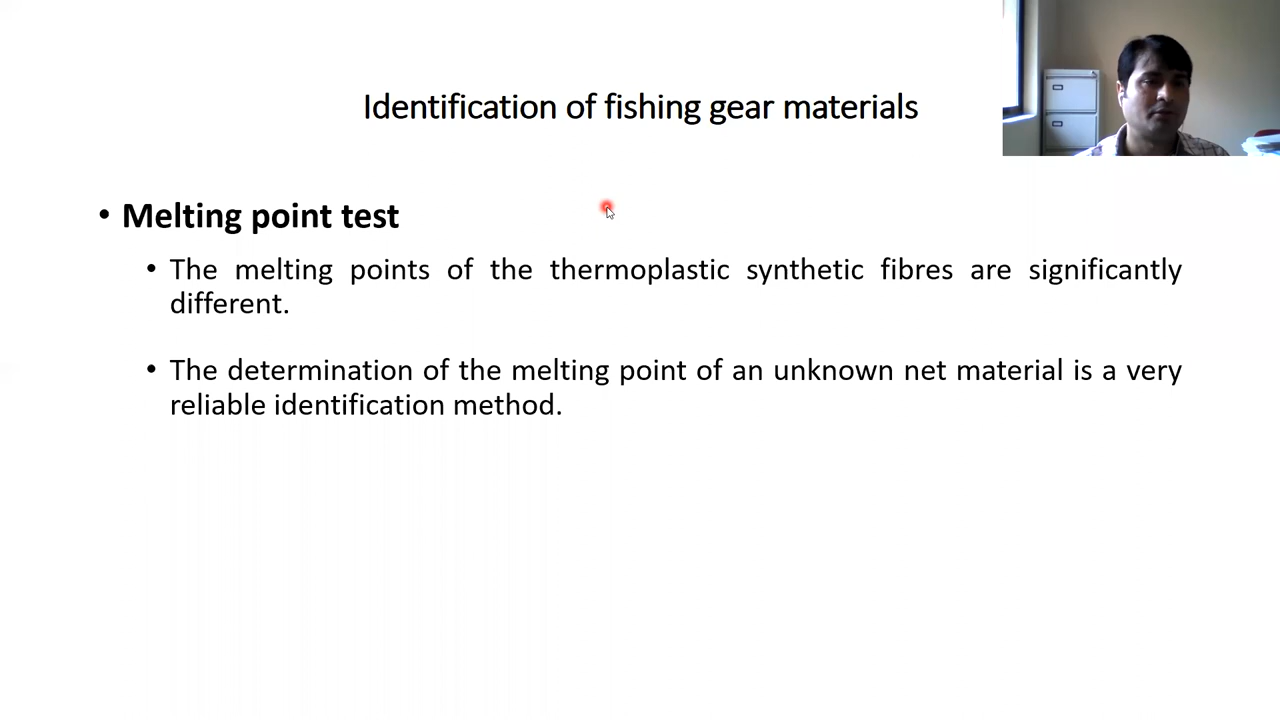 Identification of fishing gear materials
• Melting point test
• The melting points of the thermoplastic synthetic fibres are significantly
different.
• The determination of the melting point of an unknown net material is a very
reliable identification method.